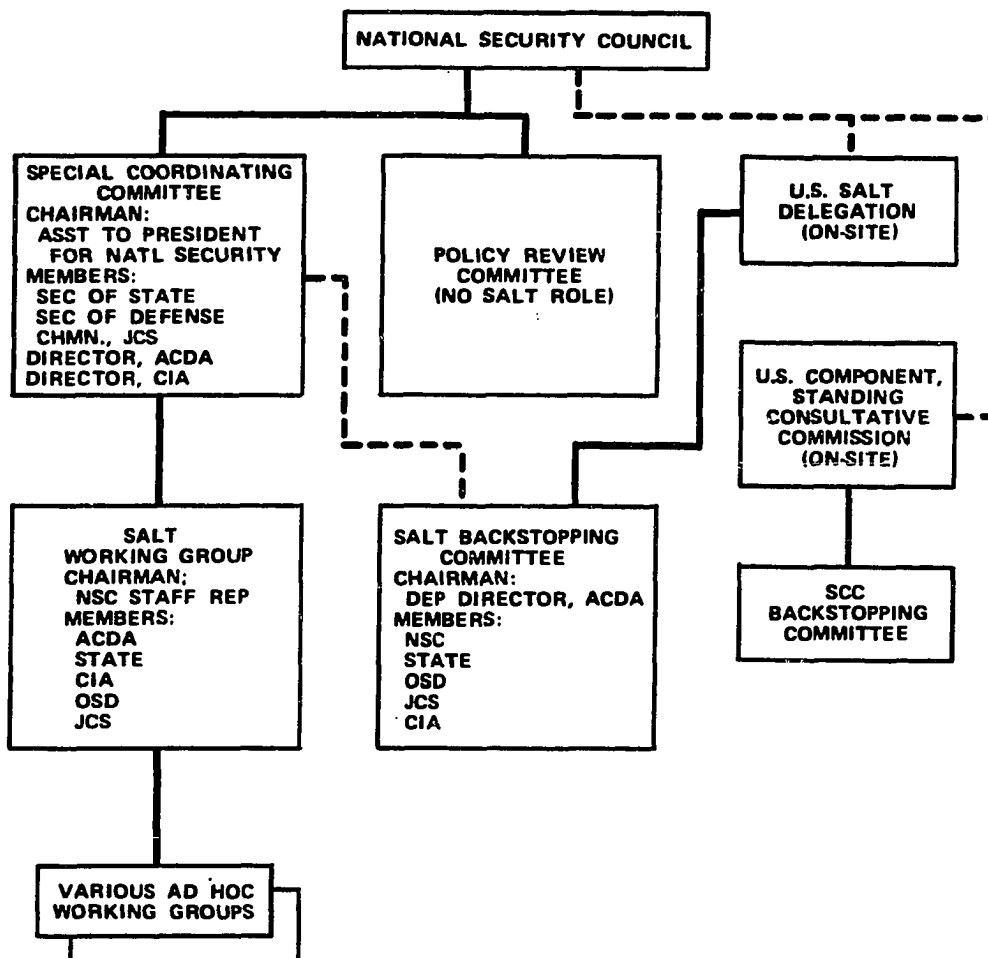 NATIONAL SECURITY COUNCIL
SPECIAL COORDINATING
COMMITTEE
CHAIRMAN:
ASST TO PRESIDENT
FOR NATL SECURITY
MEMBERS:
SEC OF STATE
SEC OF DEFENSE
CHMN., JCS
DIRECTOR, ACDA
DIRECTOR, CIA
POLICY REVIEW
COMMITTEE
(NO SALT ROLE)
U.S. SALT
DELEGATION
(ON-SITE)
U.S. COMPONENT,
STANDING
CONSULTATIVE
COMMISSION
(ON-SITE)
SALT
WORKING GROUP
CHAIRMAN:
NSC STAFF REP
MEMBERS:
ACDA
STATE
CIA
OSD
JCS
SALT BACKSTOPPING
COMMITTEE
CHAIRMAN:
DEP DIRECTOR, ACDA
MEMBERS:
NSC
STATE
OSD
JCS
CIA
SCC
BACKSTOPPING
COMMITTEE
VARIOUS AD HOC
WORKING GROUPS